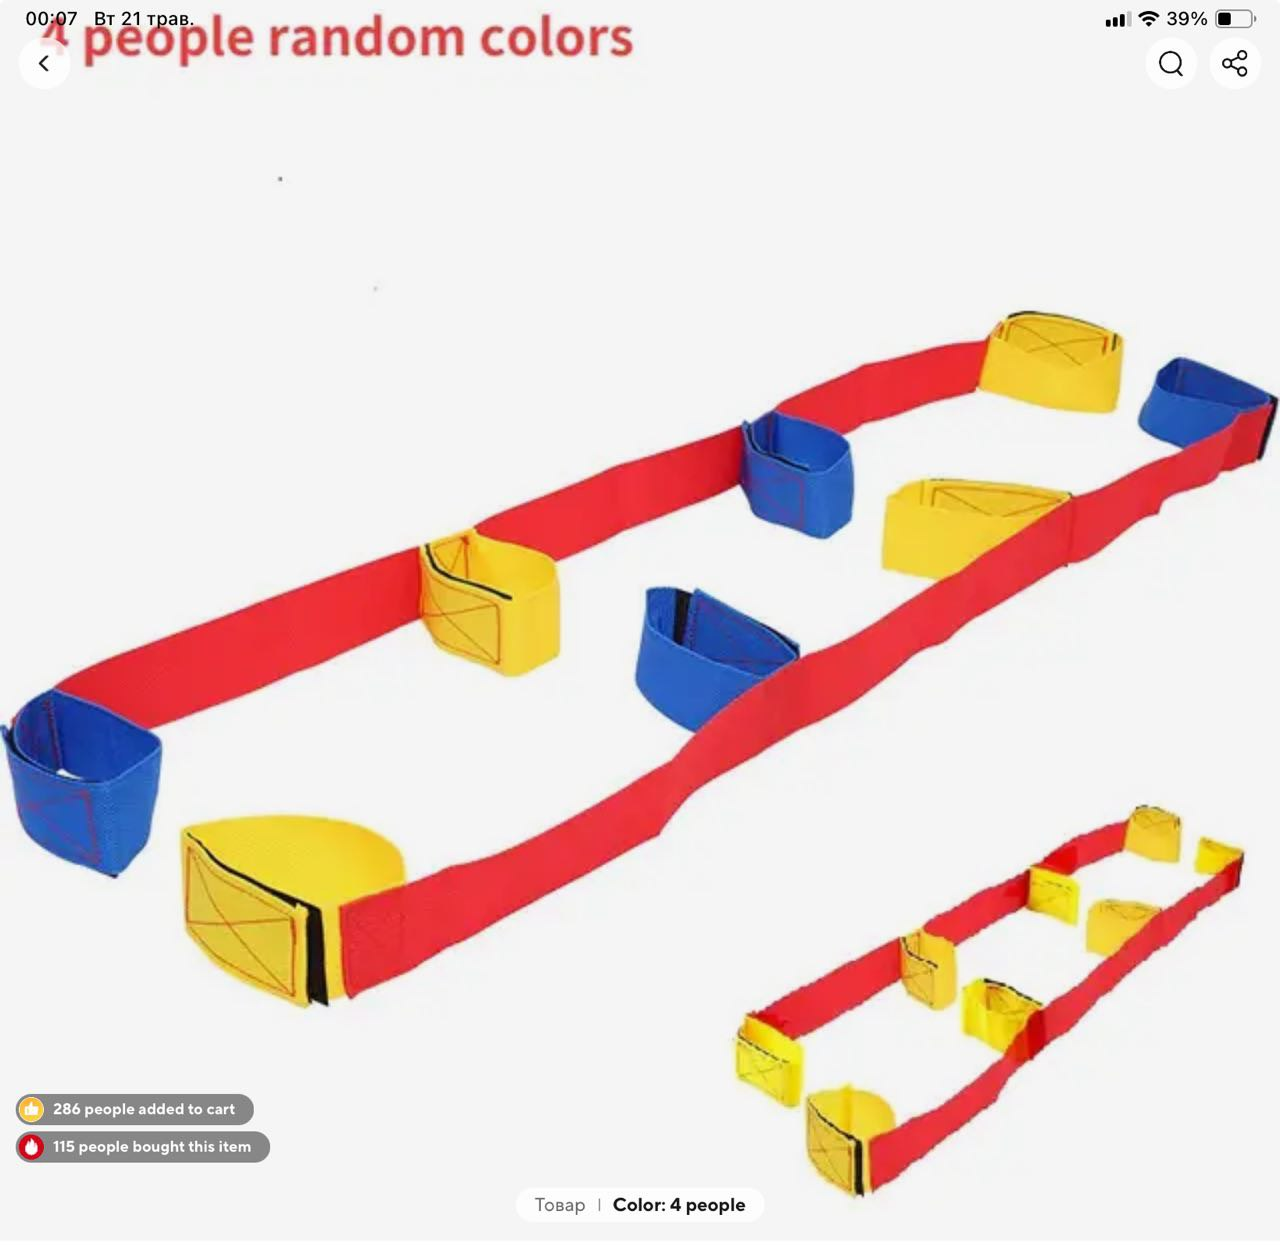 00:07 Вт 21 трав.
39%
4 people random colors
286 people added to cart
115 people bought this item
Товар | Color: 4 people